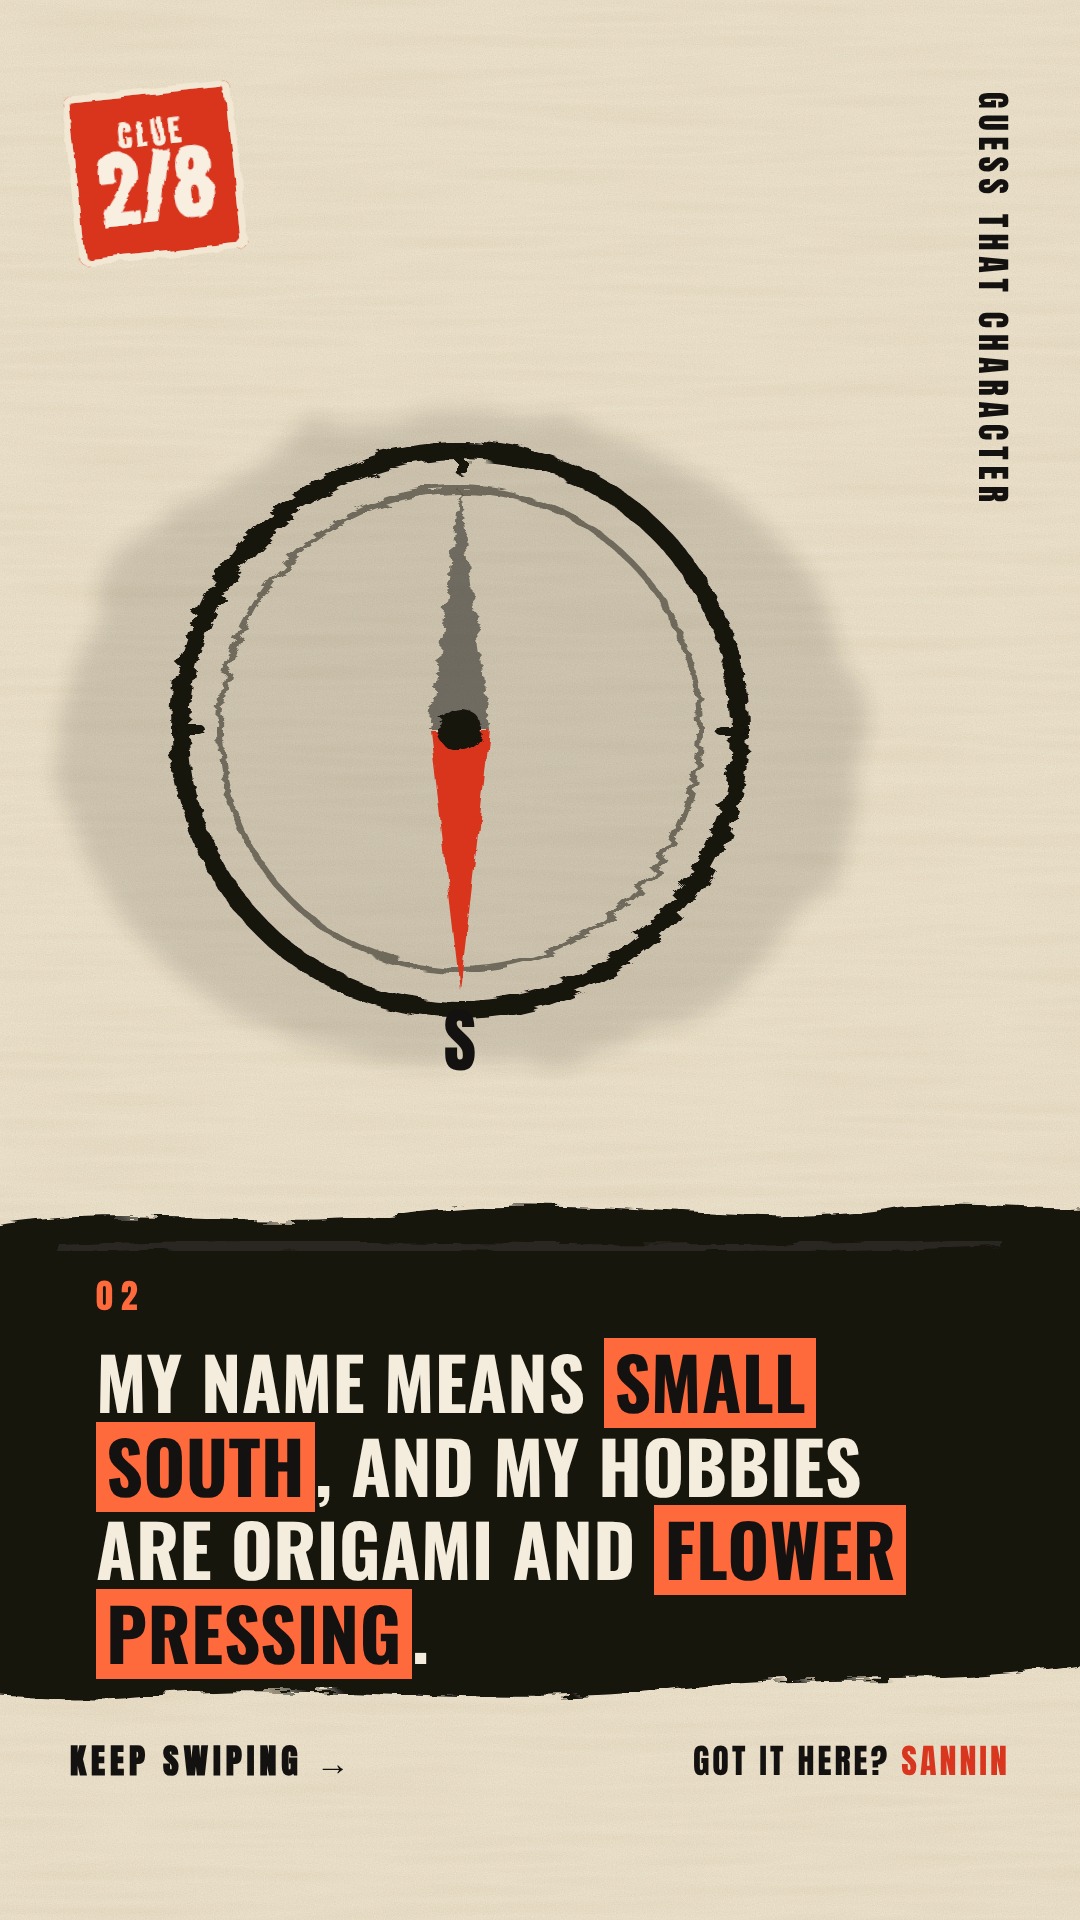 CLUE
2/8
GUESS THAT CHARACTER
S
02
MY NAME MEANS SMALL
SOUTH, AND MY HOBBIES
ARE ORIGAMI AND FLOWER
PRESSING.
KEEP SWIPING →
GOT IT HERE? SANNIN